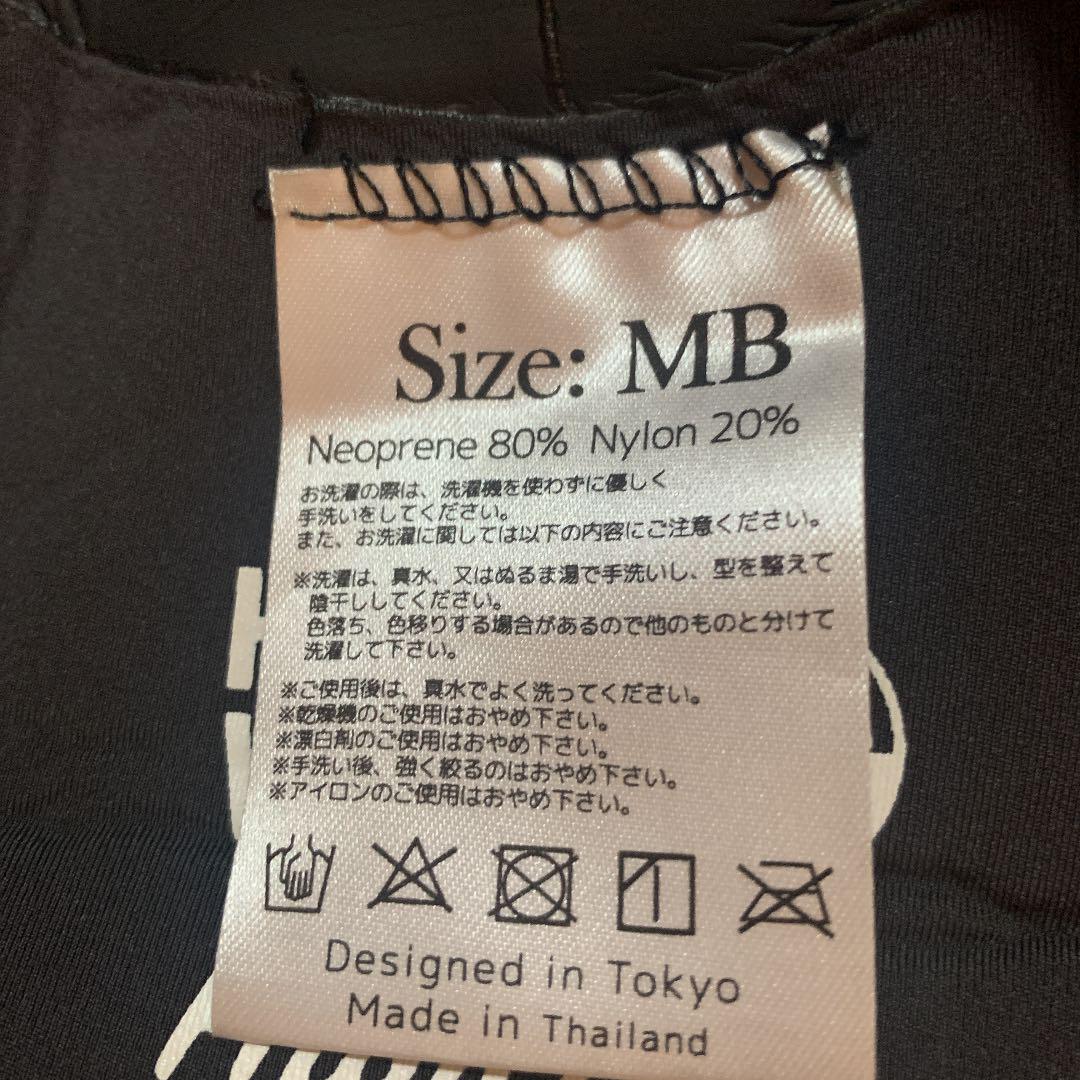 Size: MB
Neoprene 80% Nylon 20%
お洗濯の際は、洗濯機を使わずに優しく
手洗いをしてください。
また、お洗濯に関しては以下の内容にご注意ください。
※洗濯は、真水、又はぬるま湯で手洗いし、型を整えて
陰干ししてください。
色落ち、色移りする場合があるので他のものと分けて
洗濯して下さい。
※ご使用後は、真水でよく洗ってください。
※乾燥機のご使用はおやめ下さい。
※漂白剤のご使用はおやめ下さい。
※手洗い後、強く絞るのはおやめ下さい。
※アイロンのご使用はおやめ下さい。
Designed in Tokyo
Made in Thailand